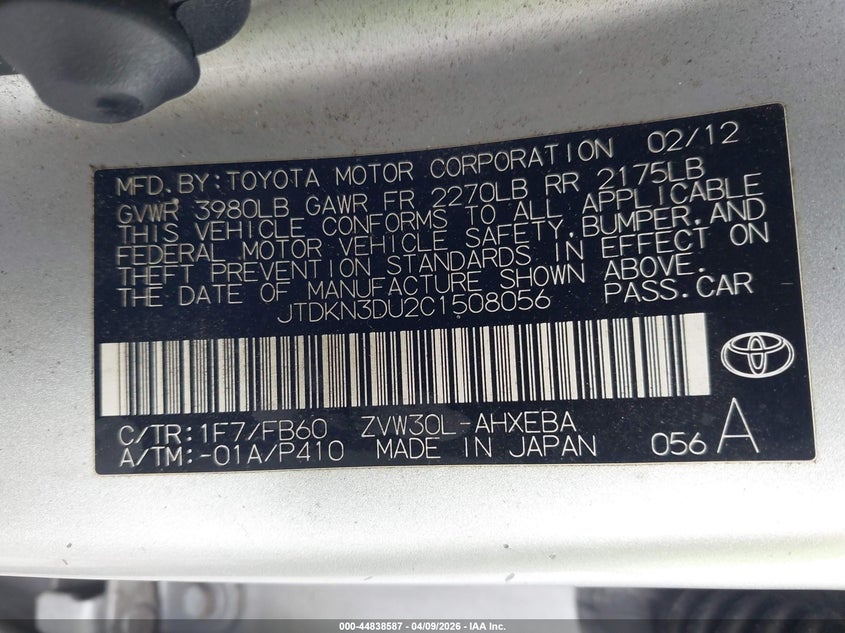 MFD. BY: TOYOTA MOTOR CORPORATION 02/12
GVWR 3980LB GAWR FR 2270LB RR 2175LB
THIS VEHICLE CONFORMS TO ALL APPLICABLE
FEDERAL MOTOR VEHICLE SAFETY, BUMPER, AND
THEFT PREVENTION STANDARDS IN EFFECT ON
THE DATE OF MANUFACTURE SHOWN ABOVE.
JTDKN3DU2C1508056 PASS. CAR
C/TR: 1F7/FB60 ZVW30L-AHXEBA
A/TM: -01A/P410 MADE IN JAPAN 056 A
000-44838587 | 04/09/2026 | IAA Inc.